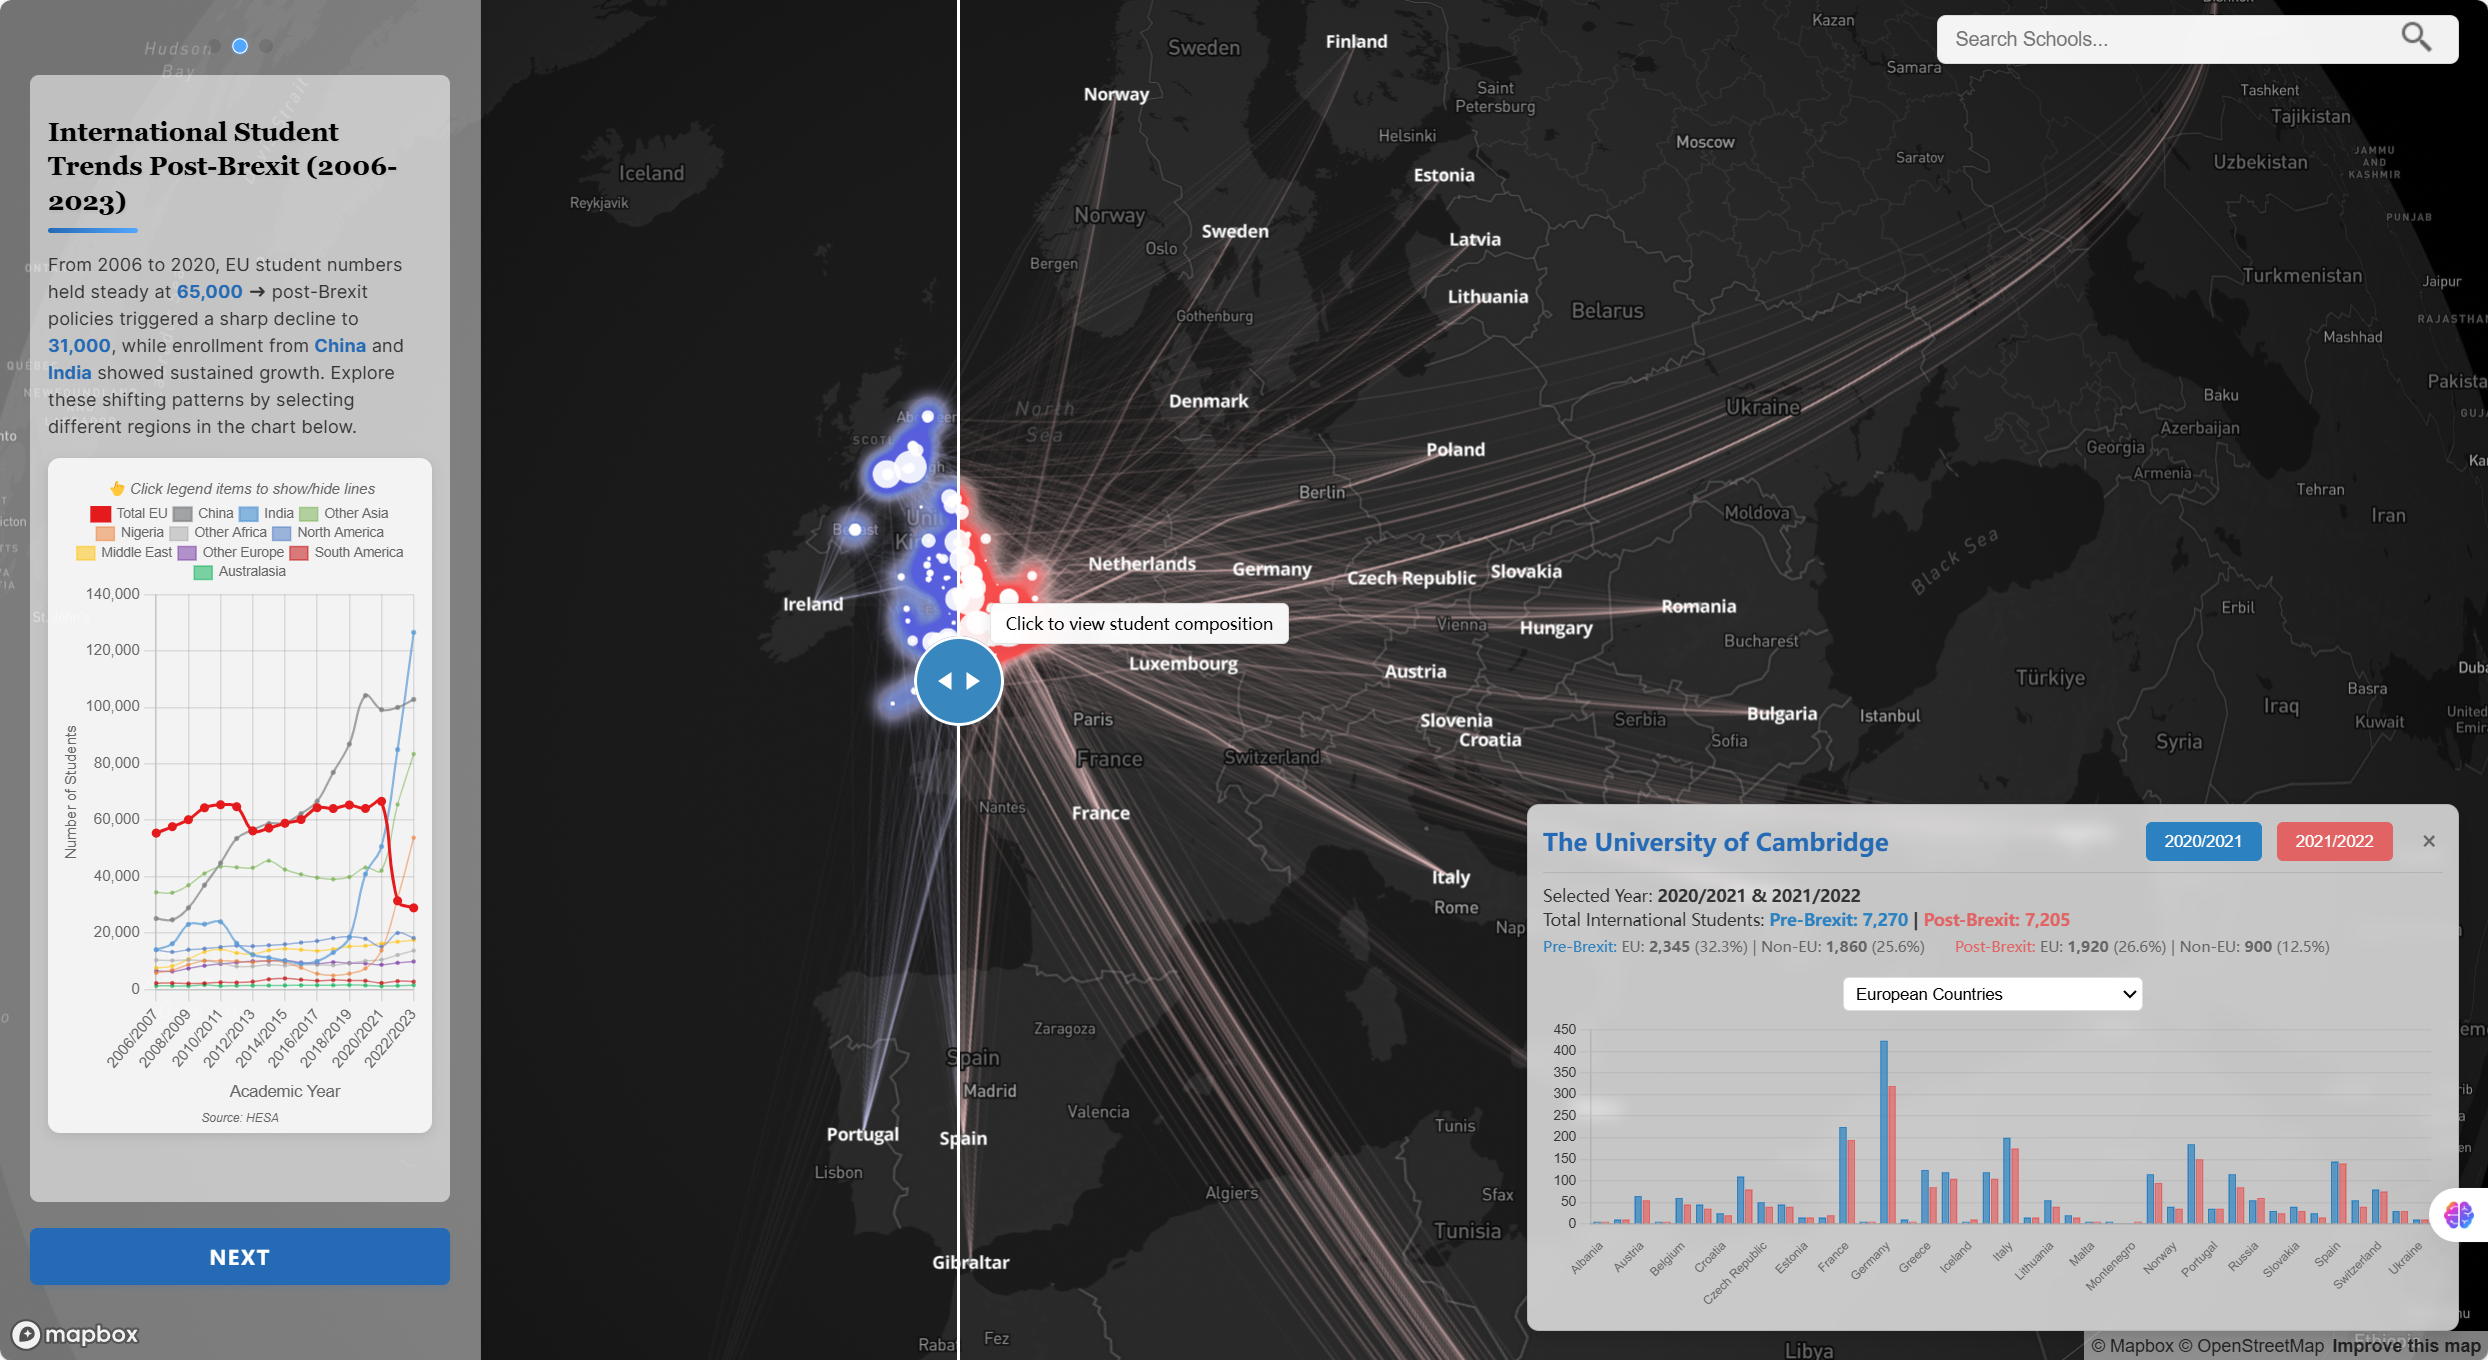 Hudson
Bay
International Student
Trends Post-Brexit (2006-
2023)
From 2006 to 2020, EU student numbers
held steady at 65,000 → post-Brexit
policies triggered a sharp decline to
31,000, while enrollment from China and
India showed sustained growth. Explore
these shifting patterns by selecting
different regions in the chart below.
👆 Click legend items to show/hide lines
Total EU China India Other Asia
Nigeria Other Africa North America
Middle East Other Europe South America
Australasia
Number of Students
140,000
120,000
100,000
80,000
60,000
40,000
20,000
0
2006/2007
2008/2009
2010/2011
2012/2013
2014/2015
2016/2017
2018/2019
2020/2021
2022/2023
Academic Year
Source: HESA
NEXT
mapbox
Search Schools...
Finland
Sweden
Norway
Saint
Petersburg
Helsinki
Kazan
Samara
Moscow
Saratov
Tashkent
Tajikistan
Uzbekistan
JAMMU
AND
KASHMIR
PUNJAB
Iceland
Reykjavik
Estonia
Norway
Sweden
Oslo
Bergen
Latvia
Lithuania
Gothenburg
Belarus
Turkmenistan
Jaipur
Mashhad
Denmark
North
Sea
Ukraine
Baku
Azerbaijan
Georgia
Armenia
Poland
Berlin
Moldova
Tehran
Iran
Black Sea
Netherlands
Germany
Czech Republic
Slovakia
Ireland
Romania
Erbil
Click to view student composition
Vienna
Hungary
Bucharest
Luxembourg
Austria
Türkiye
Basra
Iraq
Kuwait
Paris
Slovenia
Croatia
Serbia
Bulgaria
Istanbul
Sofia
Syria
France
Switzerland
Nantes
France
Italy
Rome
Zaragoza
Spain
Madrid
Valencia
Portugal
Spain
Lisbon
Tunis
Algiers
Sfax
Tunisia
Gibraltar
Fez
Libya
The University of Cambridge
2020/2021
2021/2022
×
Selected Year: 2020/2021 & 2021/2022
Total International Students: Pre-Brexit: 7,270 | Post-Brexit: 7,205
Pre-Brexit: EU: 2,345 (32.3%) | Non-EU: 1,860 (25.6%) Post-Brexit: EU: 1,920 (26.6%) | Non-EU: 900 (12.5%)
European Countries
450
400
350
300
250
200
150
100
50
0
Albania
Austria
Belgium
Croatia
Czech Republic
Estonia
France
Germany
Greece
Iceland
Italy
Lithuania
Malta
Montenegro
Norway
Portugal
Russia
Slovakia
Spain
Switzerland
Ukraine
© Mapbox © OpenStreetMap Improve this map